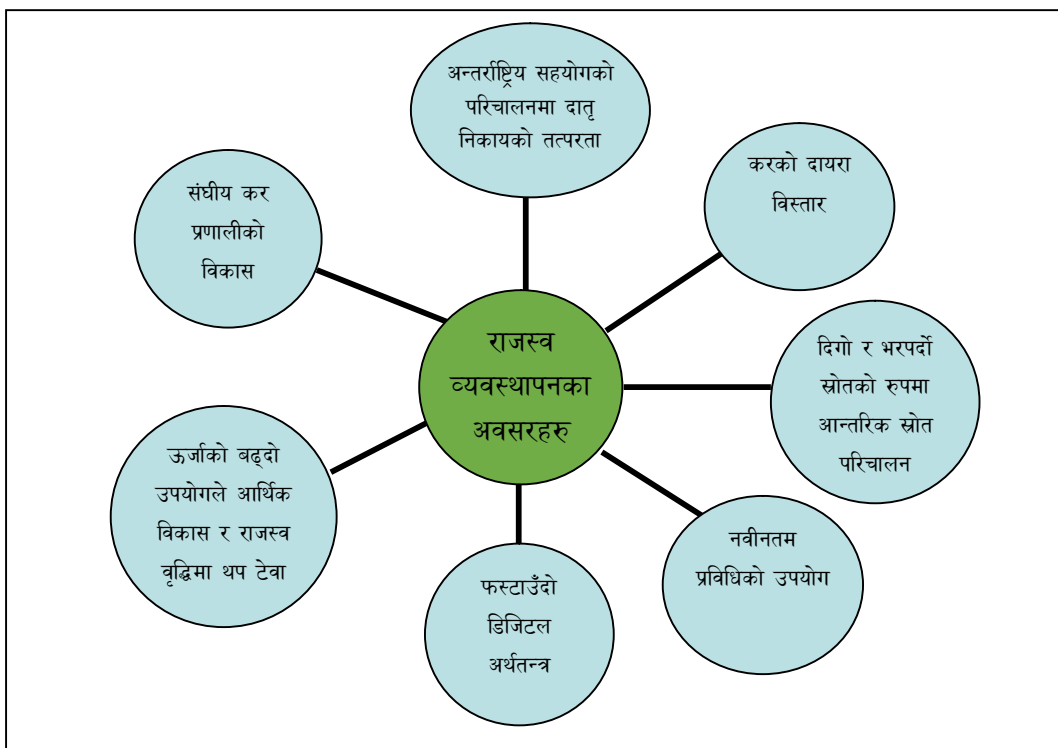 अन्तर्राष्ट्रिय सहयोगको
परिचालनमा दातृ
निकायको तत्परता
करको दायरा
विस्तार
संघीय कर
प्रणालीको
विकास
राजस्व
व्यवस्थापनका
अवसरहरु
दिगो र भरपर्दो
स्रोतको रुपमा
आन्तरिक स्रोत
परिचालन
ऊर्जाको बढ्दो
उपयोगले आर्थिक
विकास र राजस्व
वृद्धिमा थप टेवा
नवीनतम
प्रविधिको उपयोग
फस्टाउँदो
डिजिटल
अर्थतन्त्र